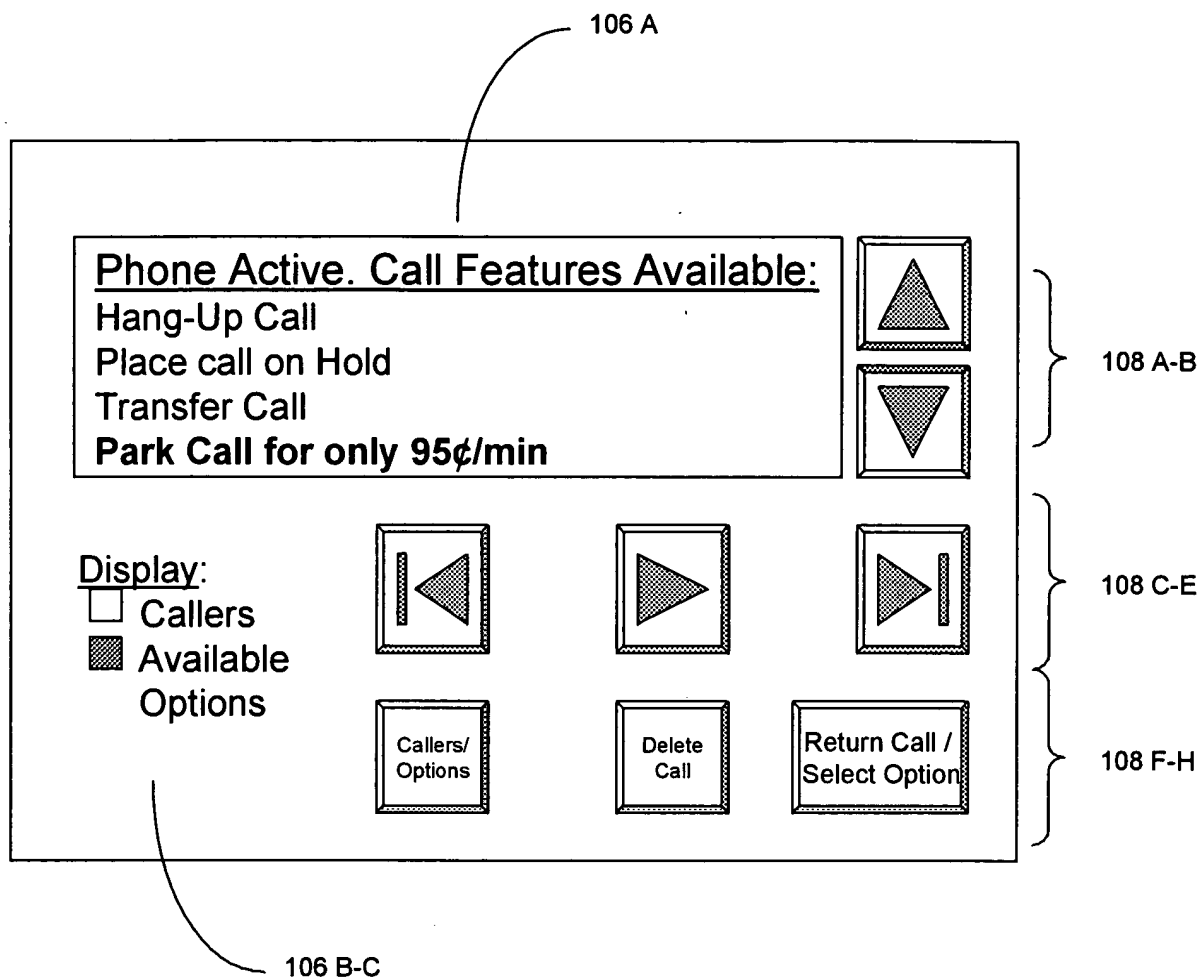 106 A
Phone Active. Call Features Available:
Hang-Up Call
Place call on Hold
Transfer Call
Park Call for only 95¢/min
108 A-B
Display:
Callers
Available
Options
108 C-E
Callers/
Options
Delete
Call
Return Call /
Select Option
108 F-H
106 B-C